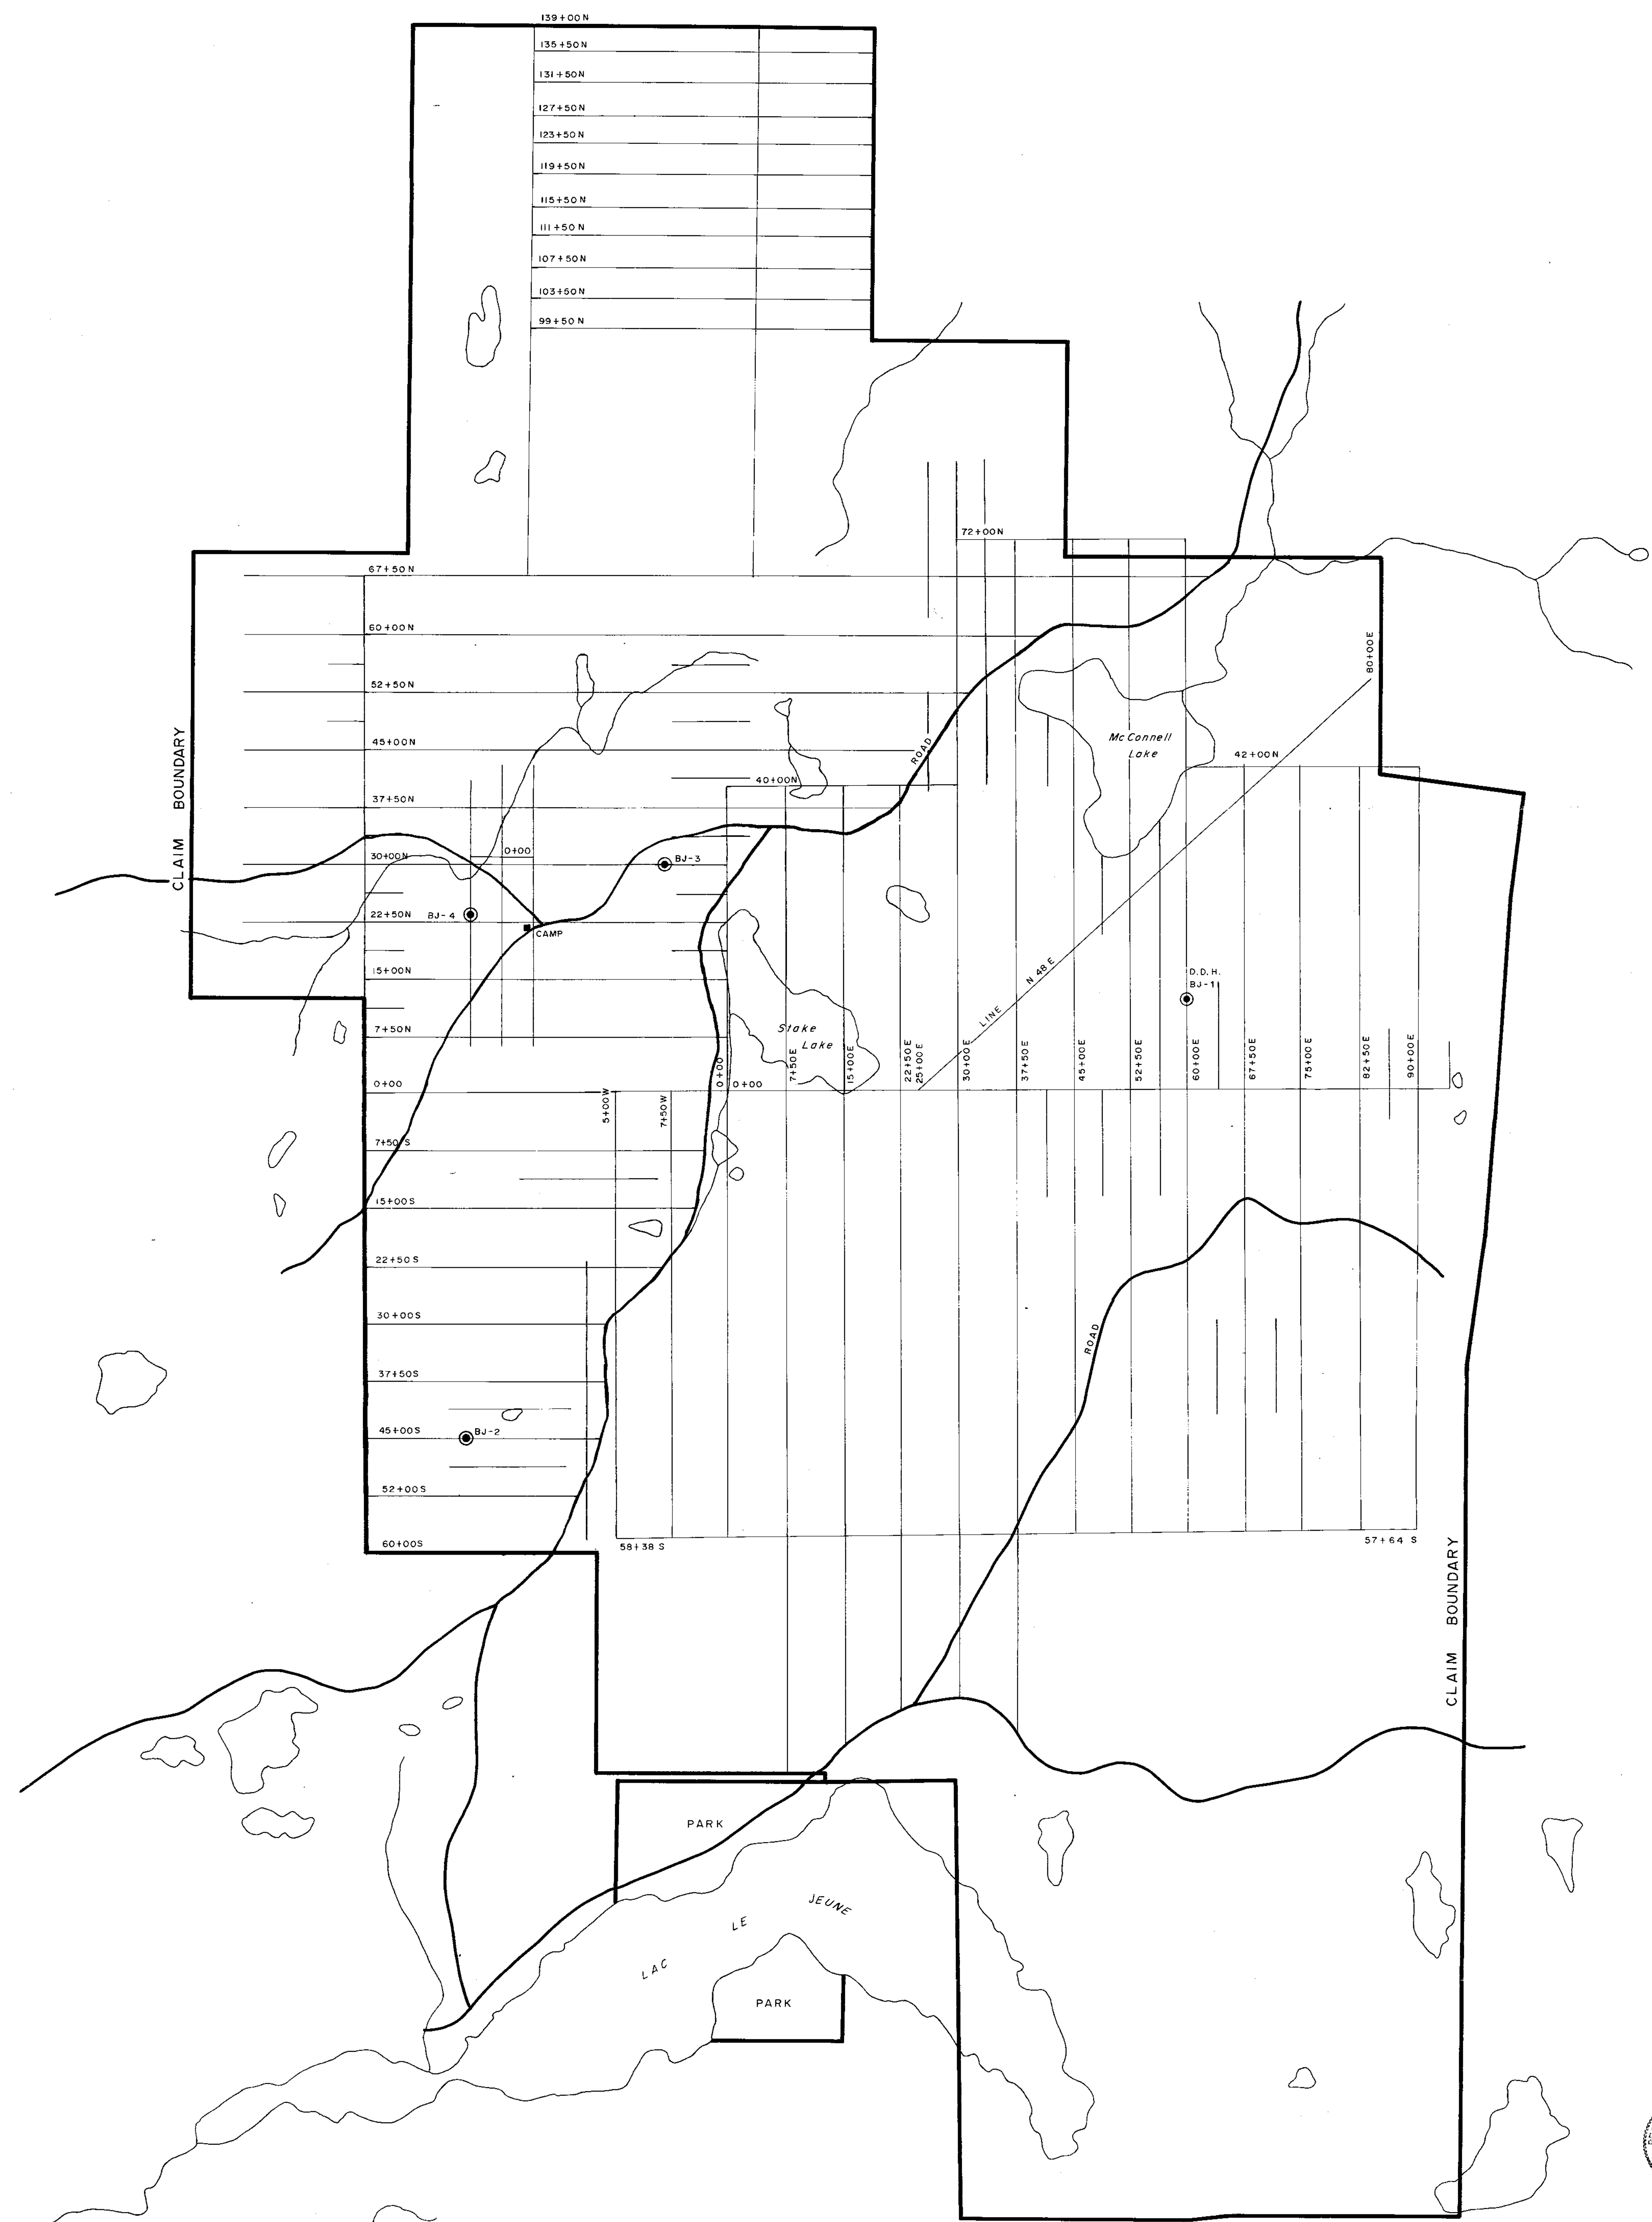 139+00N
135+50N
131+50N
127+50N
123+50N
119+50N
115+50N
111+50N
107+50N
103+50N
99+50N
72+00N
67+50N
60+00N
80+00E
52+50N
CLAIM BOUNDARY
45+00N
ROAD
McConnell
Lake
42+00N
40+00N
37+50N
30+00N
0+00
BJ-3
22+50N
BJ-4
CAMP
15+00N
LINE N 48 E
D.D.H.
BJ-1
7+50N
Stake
Lake
0+00
0+00
0+00
7+50E
15+00E
22+50E
25+00E
30+00E
37+50E
45+00E
52+50E
60+00E
67+50E
75+00E
82+50E
90+00E
5+00W
7+50W
7+50S
15+00S
22+50S
30+00S
ROAD
37+50S
45+00S
BJ-2
52+00S
60+00S
58+38 S
57+64 S
CLAIM BOUNDARY
PARK
LAC LE JEUNE
PARK